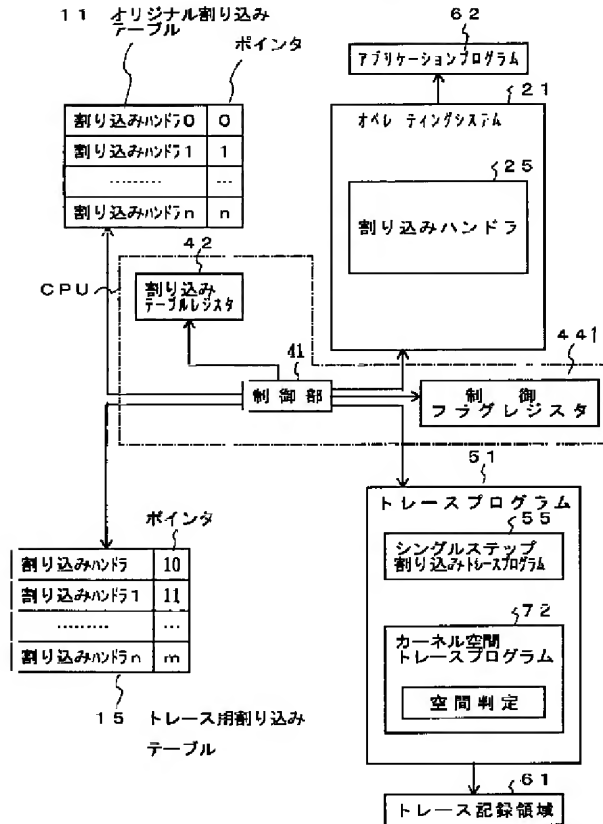 11 オリジナル割り込み
テーブル
ポインタ
割り込みハンドラ0 0
割り込みハンドラ1 1
……… …
割り込みハンドラn n
62
アプリケーションプログラム
21
オペレーティングシステム
25
割り込みハンドラ
CPU
42
割り込み
テーブルレジスタ
41
制御部
441
制御
フラグレジスタ
51
トレースプログラム
55
シングルステップ
割り込みトレースプログラム
72
カーネル空間
トレースプログラム
空間判定
61
トレース記録領域
ポインタ
割り込みハンドラ 10
割り込みハンドラ1 11
……… …
割り込みハンドラn m
15 トレース用割り込み
テーブル